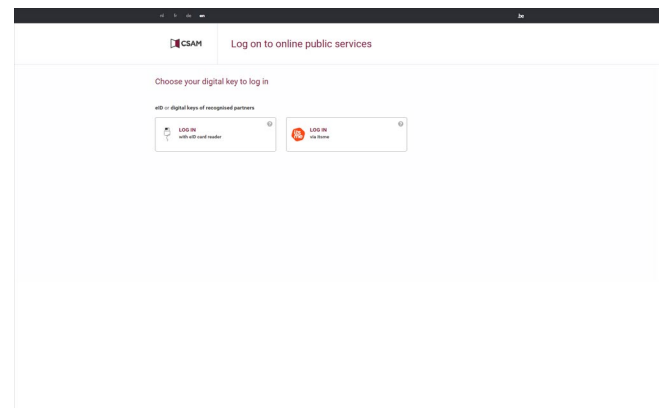 nl fr de en
be
CSAM
Log on to online public services
Choose your digital key to log in
eID or digital keys of recognised partners
LOG IN
with eID card reader
LOG IN
via itsme